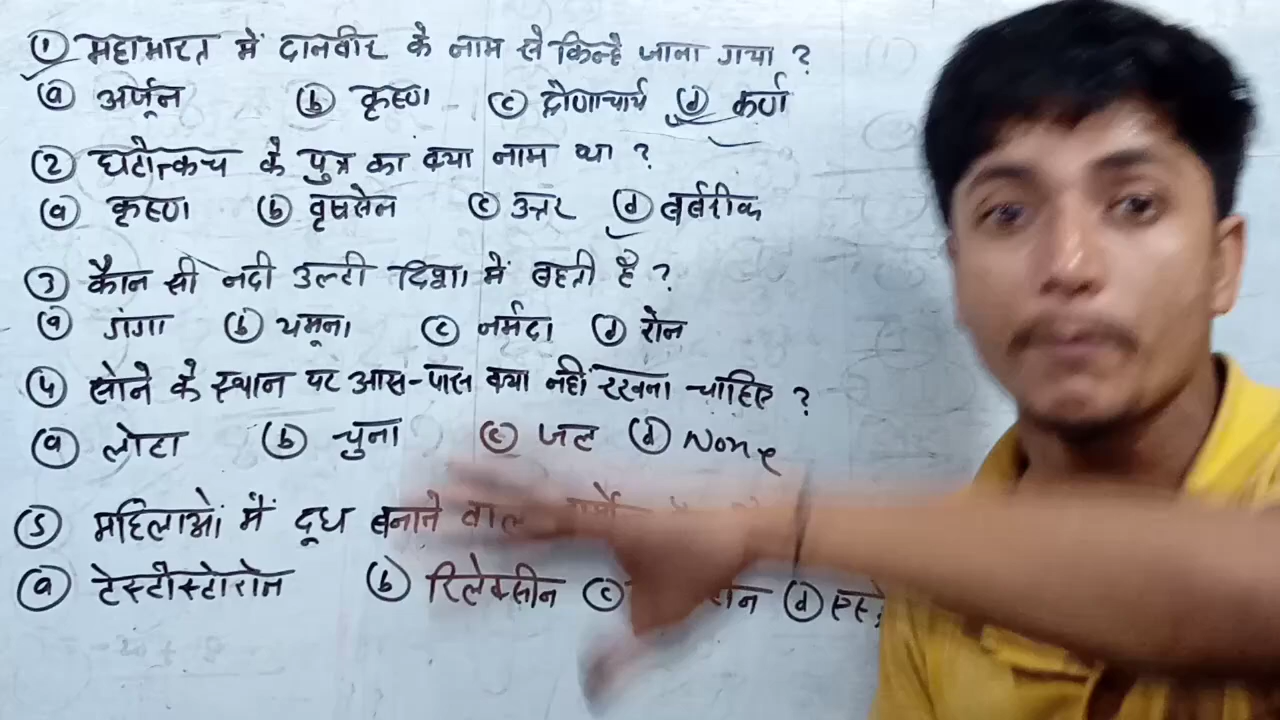 ① महाभारत में दानवीर के नाम से किन्हे जाना गया ?
ⓐ अर्जुन ⓑ कृष्ण ⓒ द्रोणाचार्य ⓓ कर्ण
② घटोत्कच के पुत्र का क्या नाम था ?
ⓐ कृष्ण ⓑ वृषसेन ⓒ उत्तर ⓓ बर्बरीक
③ कौन सी नदी उल्टी दिशा में बहती है ?
ⓐ गंगा ⓑ यमूना ⓒ नर्मदा ⓓ रोन
④ सोने के स्थान पर आस-पास क्या नही रखना चाहिए ?
ⓐ लोटा ⓑ चुना ⓒ जल ⓓ None
⑤ महिलाओं में दूध बनाने
ⓐ टेस्टौस्टोरॉन ⓑ रिलेक्सीन ⓒ ⓓ